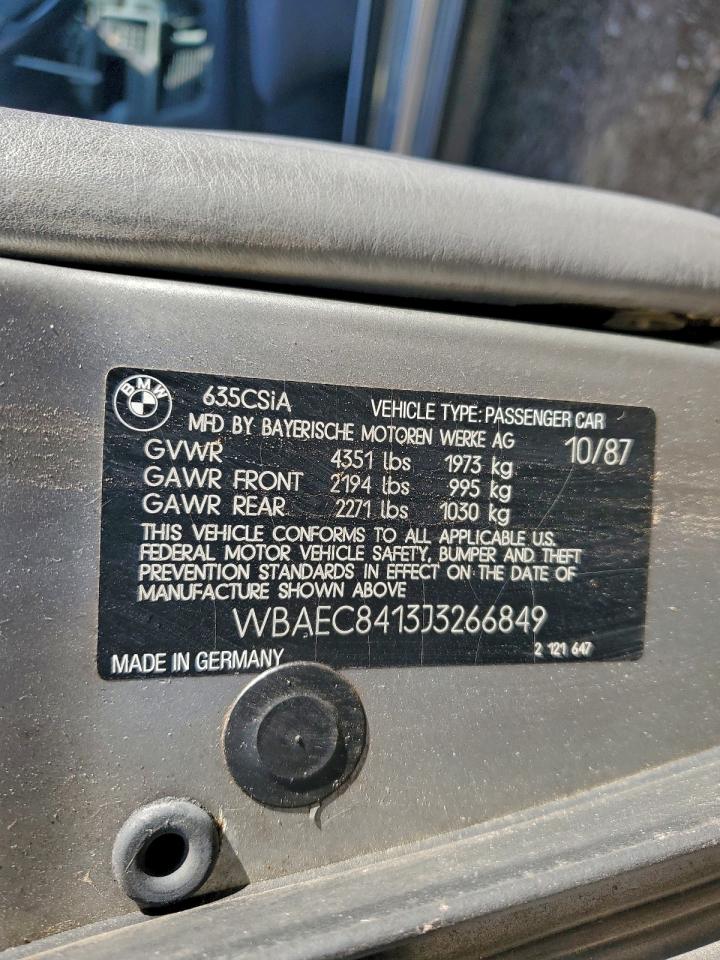 BMW
635CSiA VEHICLE TYPE: PASSENGER CAR
MFD BY BAYERISCHE MOTOREN WERKE AG 10/87
GVWR 4351 lbs 1973 kg
GAWR FRONT 2194 lbs 995 kg
GAWR REAR 2271 lbs 1030 kg
THIS VEHICLE CONFORMS TO ALL APPLICABLE U.S.
FEDERAL MOTOR VEHICLE SAFETY, BUMPER AND THEFT
PREVENTION STANDARDS IN EFFECT ON THE DATE OF
MANUFACTURE SHOWN ABOVE
WBAEC8413J3266849
MADE IN GERMANY 2 121 647